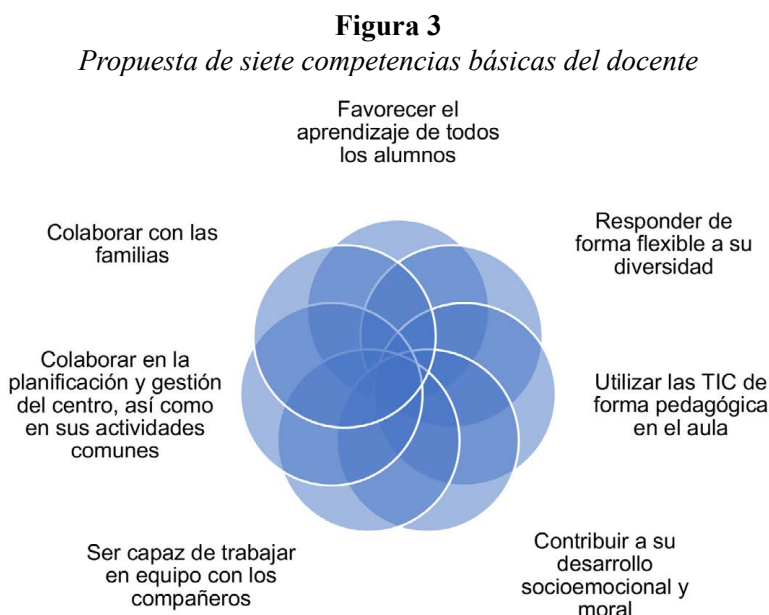 Figura 3
Propuesta de siete competencias básicas del docente
Favorecer el
aprendizaje de todos
los alumnos
Responder de
forma flexible a su
diversidad
Utilizar las TIC de
forma pedagógica
en el aula
Contribuir a su
desarrollo
socioemocional y
moral
Ser capaz de trabajar
en equipo con los
compañeros
Colaborar en la
planificación y gestión
del centro, así como
en sus actividades
comunes
Colaborar con las
familias